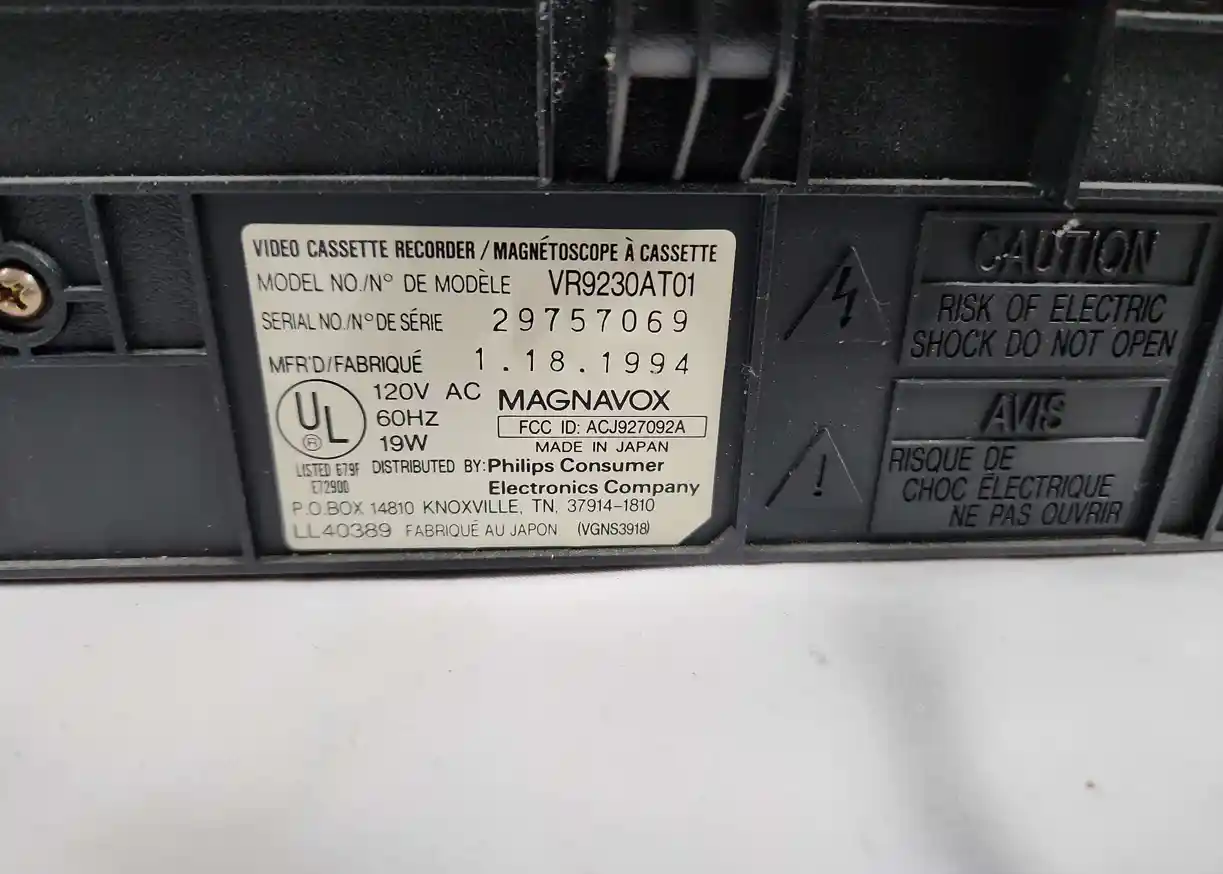 VIDEO CASSETTE RECORDER / MAGNÉTOSCOPE À CASSETTE
MODEL NO./N° DE MODÈLE VR9230AT01
SERIAL NO./N° DE SÉRIE 29757069
MFR'D/FABRIQUÉ 1.18.1994
UL
®
LISTED 679F
E72900
120V AC
60HZ
19W
MAGNAVOX
FCC ID: ACJ927092A
MADE IN JAPAN
DISTRIBUTED BY: Philips Consumer
Electronics Company
P.O.BOX 14810 KNOXVILLE, TN, 37914-1810
LL40389 FABRIQUÉ AU JAPON (VGNS3918)
CAUTION
RISK OF ELECTRIC
SHOCK DO NOT OPEN
AVIS
RISQUE DE
CHOC ÉLECTRIQUE
NE PAS OUVRIR